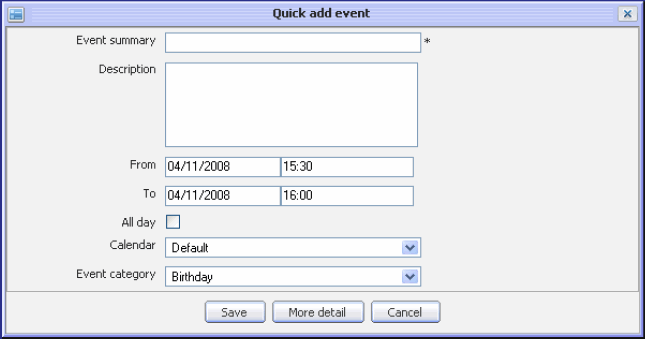 Quick add event
Event summary *
Description
From 04/11/2008 15:30
To 04/11/2008 16:00
All day
Calendar Default
Event category Birthday
Save More detail Cancel